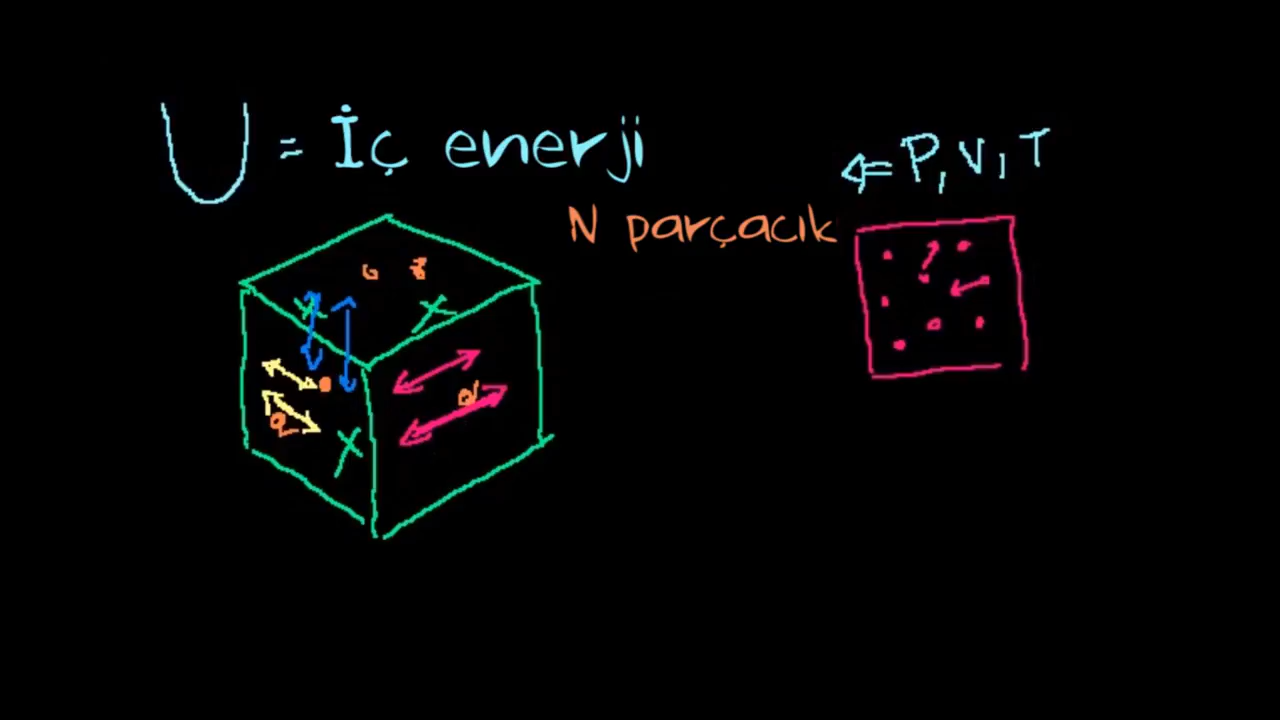 U = İç enerji
⇐ P, V, T
N parçacık
x
x
x